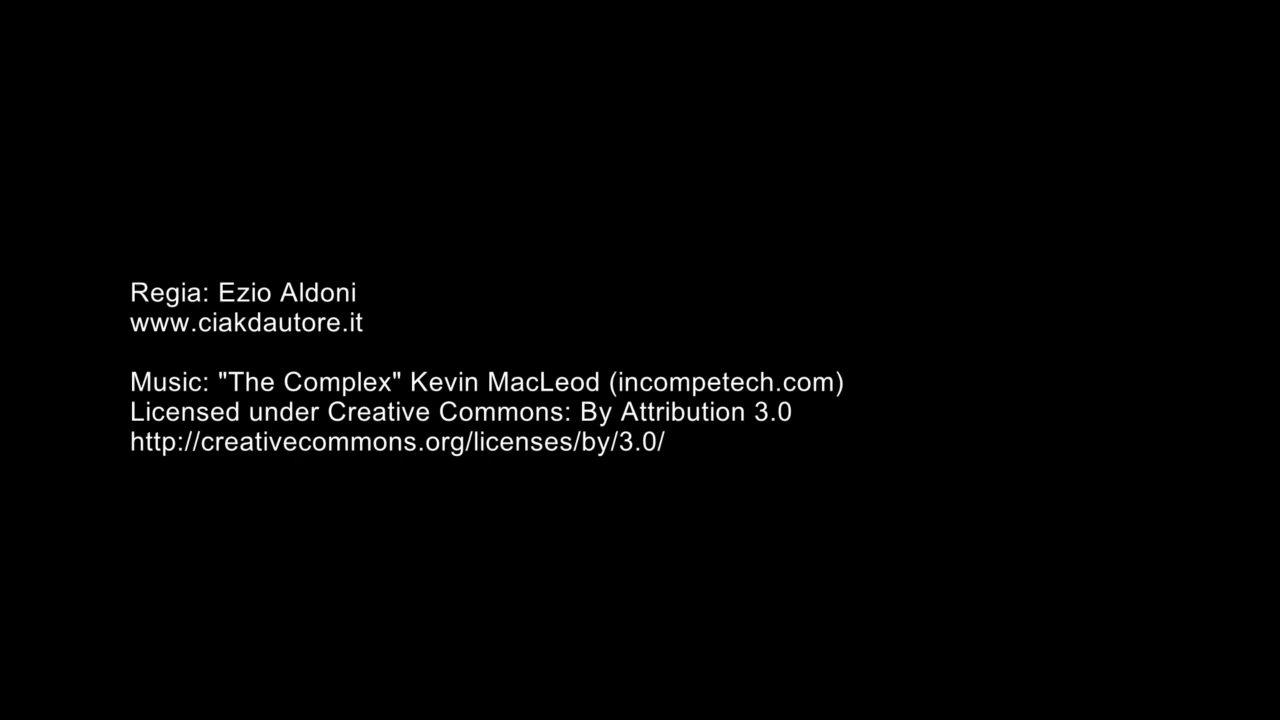 Regia: Ezio Aldoni
www.ciakdautore.it
Music: "The Complex" Kevin MacLeod (incompetech.com)
Licensed under Creative Commons: By Attribution 3.0
http://creativecommons.org/licenses/by/3.0/